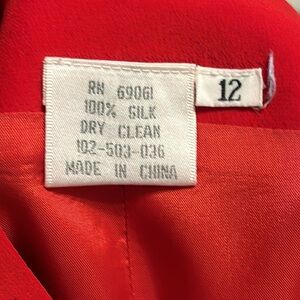 RN 69061
100% SILK
DRY CLEAN
102-503-036
MADE IN CHINA
12